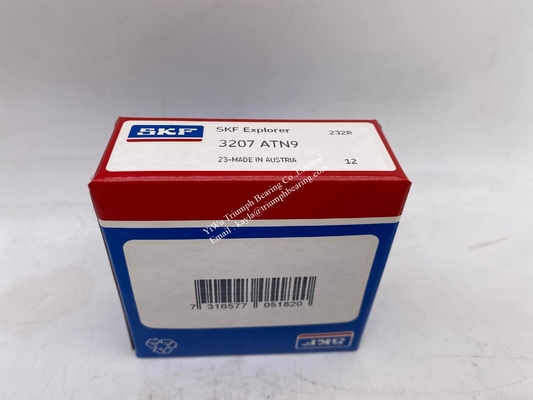 SKF
SKF Explorer
232R
3207 ATN9
23-MADE IN AUSTRIA
12
YiWu Triumph Bearing Co.,Limited
Email : kayla@triumphbearing.com
7 316577 051820
SKF